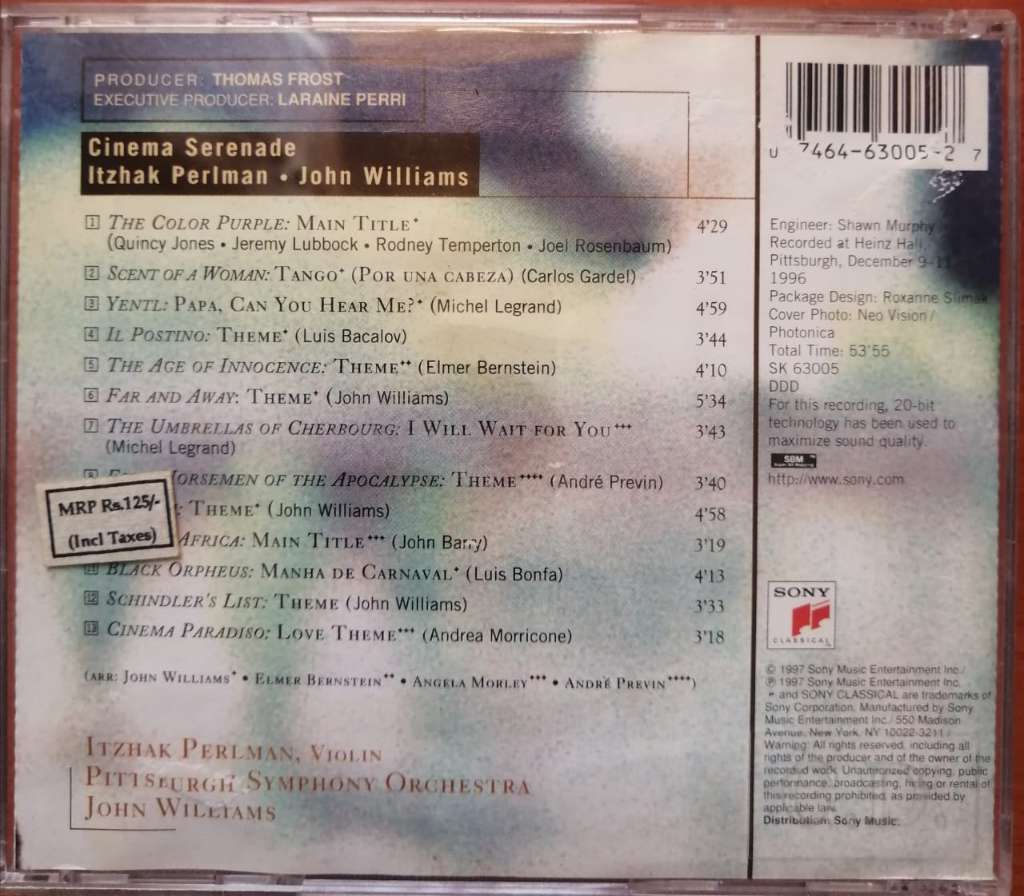 PRODUCER: THOMAS FROST
EXECUTIVE PRODUCER: LARAINE PERRI
Cinema Serenade
Itzhak Perlman • John Williams
1 THE COLOR PURPLE: MAIN TITLE* 4'29
(Quincy Jones • Jeremy Lubbock • Rodney Temperton • Joel Rosenbaum)
2 SCENT OF A WOMAN: TANGO* (POR UNA CABEZA) (Carlos Gardel) 3'51
3 YENTL: PAPA, CAN YOU HEAR ME?* (Michel Legrand) 4'59
4 IL POSTINO: THEME* (Luis Bacalov) 3'44
5 THE AGE OF INNOCENCE: THEME** (Elmer Bernstein) 4'10
6 FAR AND AWAY: THEME* (John Williams) 5'34
7 THE UMBRELLAS OF CHERBOURG: I WILL WAIT FOR YOU*** 3'43
(Michel Legrand)
HORSEMEN OF THE APOCALYPSE: THEME**** (André Previn) 3'40
: THEME* (John Williams) 4'58
AFRICA: MAIN TITLE*** (John Barry) 3'19
11 BLACK ORPHEUS: MANHA DE CARNAVAL* (Luis Bonfa) 4'13
12 SCHINDLER'S LIST: THEME (John Williams) 3'33
13 CINEMA PARADISO: LOVE THEME*** (Andrea Morricone) 3'18
(ARR: JOHN WILLIAMS* • ELMER BERNSTEIN** • ANGELA MORLEY*** • ANDRÉ PREVIN****)
ITZHAK PERLMAN, VIOLIN
PITTSBURGH SYMPHONY ORCHESTRA
JOHN WILLIAMS
MRP Rs.125/-
(Incl Taxes)
U 7464-63005-2 7
Engineer: Shawn Murphy
Recorded at Heinz Hall,
Pittsburgh, December 9-11
1996
Package Design: Roxanne Slimak
Cover Photo: Neo Vision/
Photonica
Total Time: 53'55
SK 63005
DDD
For this recording, 20-bit
technology has been used to
maximize sound quality.
SBM
http://www.sony.com
SONY
CLASSICAL
© 1997 Sony Music Entertainment Inc./
℗ 1997 Sony Music Entertainment Inc.
and SONY CLASSICAL are trademarks of
Sony Corporation. Manufactured by Sony
Music Entertainment Inc./ 550 Madison
Avenue, New York, NY 10022-3211/
Warning: All rights reserved, including all
rights of the producer and of the owner of the
recorded work. Unauthorized copying, public
performance, broadcasting, hiring or rental of
this recording prohibited, as provided by
applicable law.
Distribution: Sony Music.